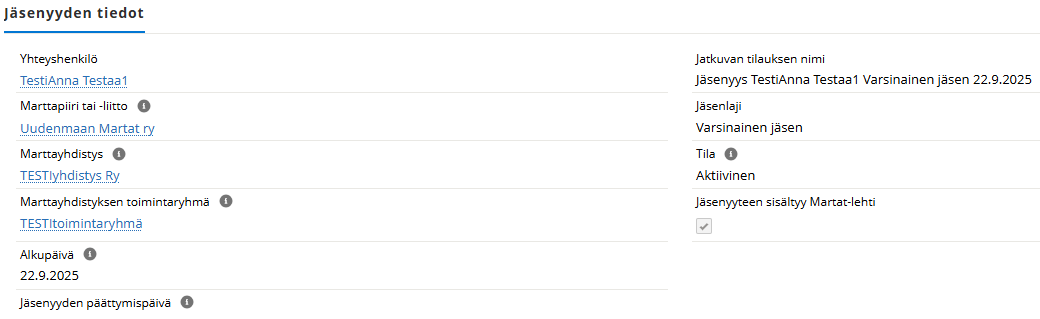 Jäsenyyden tiedot
Yhteyshenkilö
TestiAnna Testaa1
Marttapiiri tai -liitto
Uudenmaan Martat ry
Marttayhdistys
TESTIyhdistys Ry
Marttayhdistyksen toimintaryhmä
TESTItoimintaryhmä
Alkupäivä
22.9.2025
Jäsenyyden päättymispäivä
Jatkuvan tilauksen nimi
Jäsenyys TestiAnna Testaa1 Varsinainen jäsen 22.9.2025
Jäsenlaji
Varsinainen jäsen
Tila
Aktiivinen
Jäsenyyteen sisältyy Martat-lehti